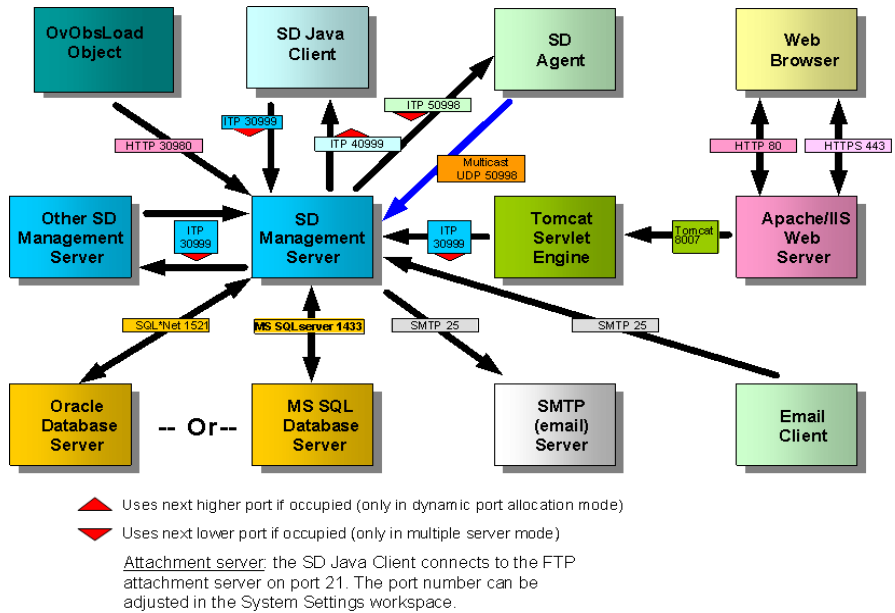 OvObsLoad
Object
SD Java
Client
SD
Agent
Web
Browser
ITP 30999
ITP 50998
HTTP 30980
ITP 40999
HTTP 80
HTTPS 443
Multicast
UDP 50998
Other SD
Management
Server
ITP
30999
SD
Management
Server
ITP
30999
Tomcat
Servlet
Engine
Tomcat
8007
Apache/IIS
Web
Server
SQL*Net 1521
MS SQLserver 1433
SMTP 25
SMTP 25
Oracle
Database
Server
-- Or--
MS SQL
Database
Server
SMTP
(email)
Server
Email
Client
Uses next higher port if occupied (only in dynamic port allocation mode)
Uses next lower port if occupied (only in multiple server mode)
Attachment server: the SD Java Client connects to the FTP
attachment server on port 21. The port number can be
adjusted in the System Settings workspace.